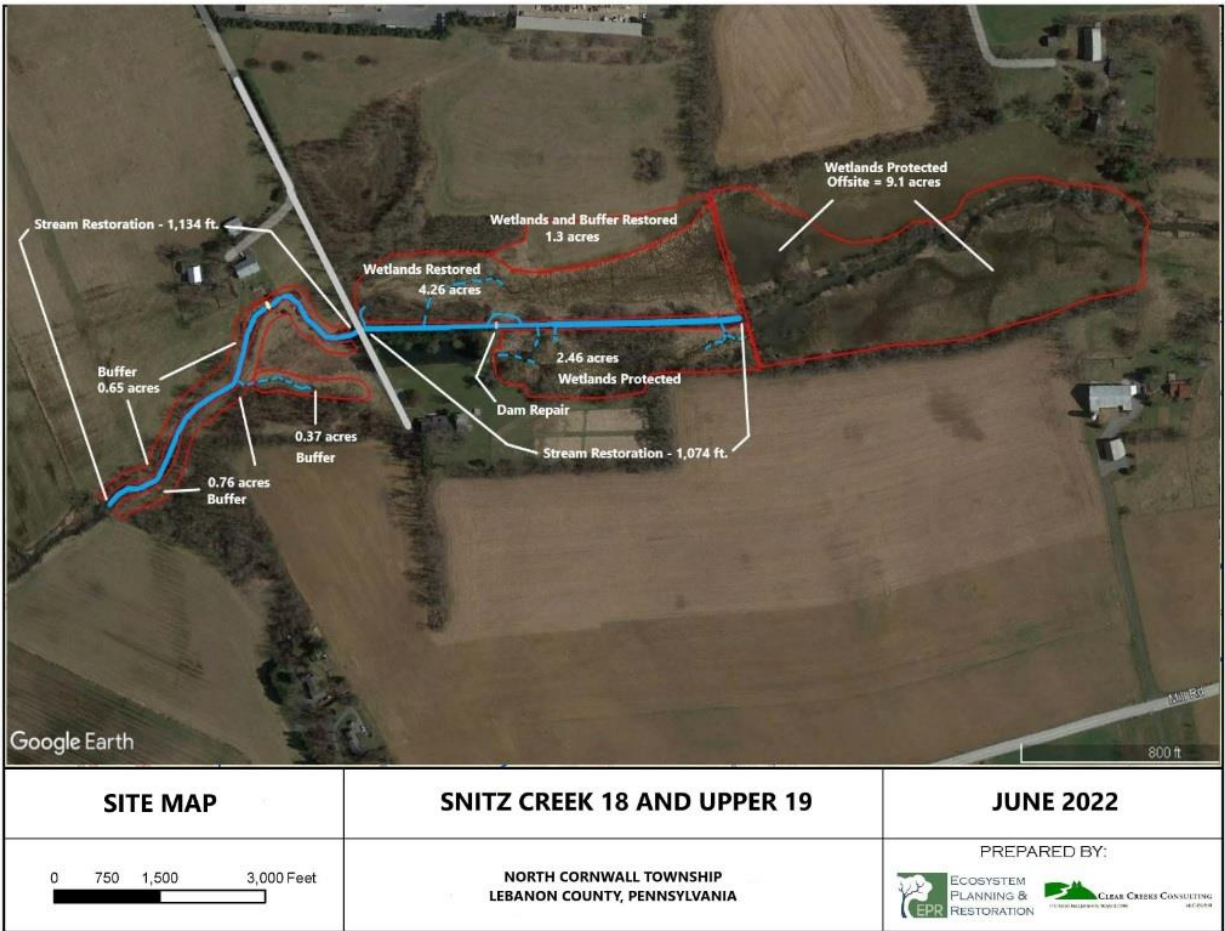 Wetlands Protected
Offsite = 9.1 acres
Stream Restoration - 1,134 ft.
Wetlands and Buffer Restored
1.3 acres
Wetlands Restored
4.26 acres
2.46 acres
Wetlands Protected
Buffer
0.65 acres
Dam Repair
0.37 acres
Buffer
Stream Restoration - 1,074 ft.
0.76 acres
Buffer
Mill Rd
Google Earth
800 ft
SITE MAP
SNITZ CREEK 18 AND UPPER 19
JUNE 2022
0 750 1,500 3,000 Feet
NORTH CORNWALL TOWNSHIP
LEBANON COUNTY, PENNSYLVANIA
PREPARED BY:
EPR
ECOSYSTEM
PLANNING &
RESTORATION
CLEAR CREEKS CONSULTING